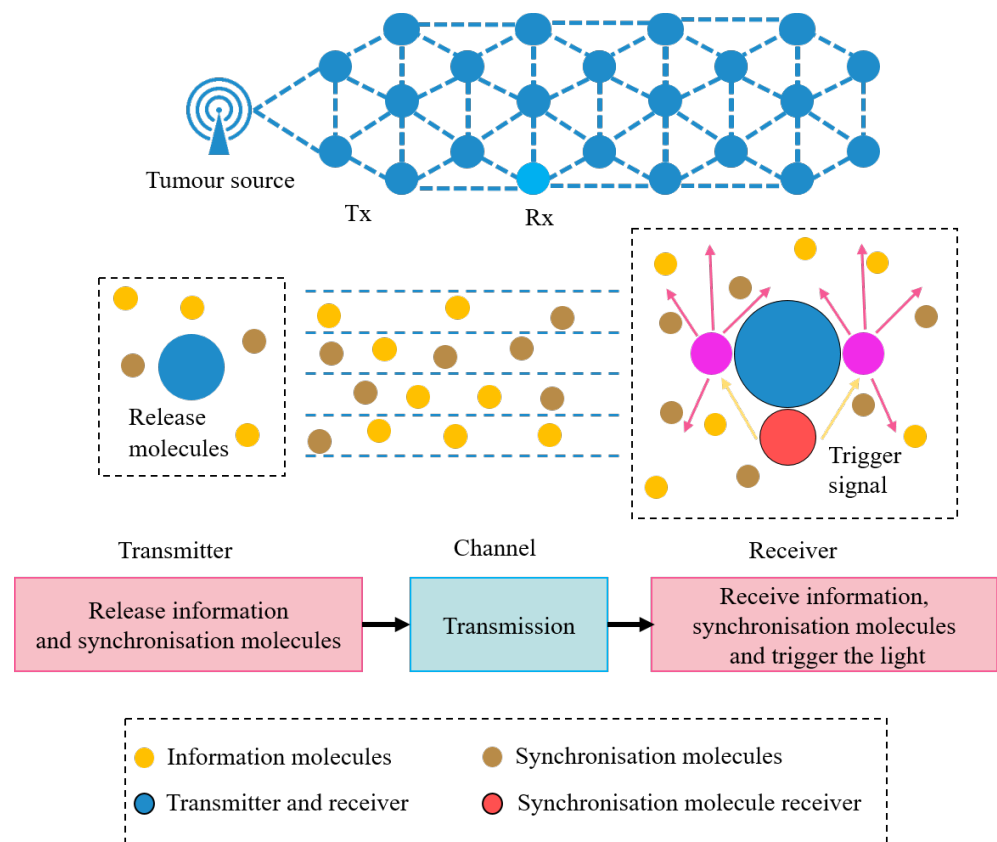 Tumour source
Tx
Rx
Release
molecules
Trigger
signal
Transmitter
Channel
Receiver
Release information
and synchronisation molecules
Transmission
Receive information,
synchronisation molecules
and trigger the light
Information molecules
Synchronisation molecules
Transmitter and receiver
Synchronisation molecule receiver